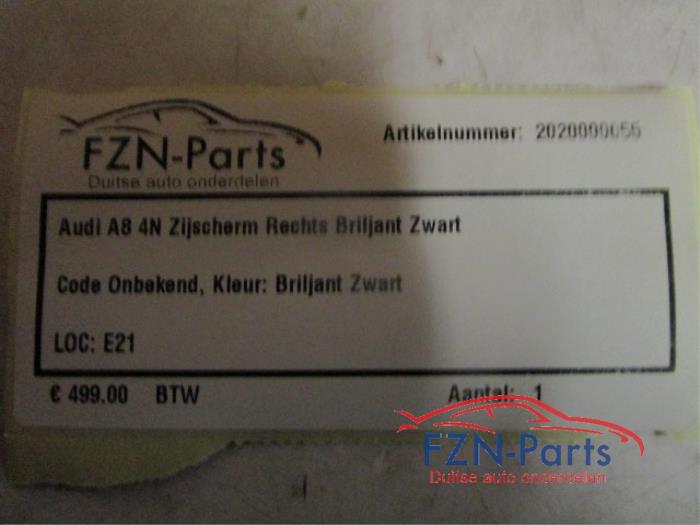 FZN-Parts
Duitse auto onderdelen
Artikelnummer: 2020000055
Audi A8 4N Zijscherm Rechts Briljant Zwart
Code Onbekend, Kleur: Briljant Zwart
LOC: E21
€ 499.00 BTW
Aantal: 1
FZN-Parts
Duitse auto onderdelen